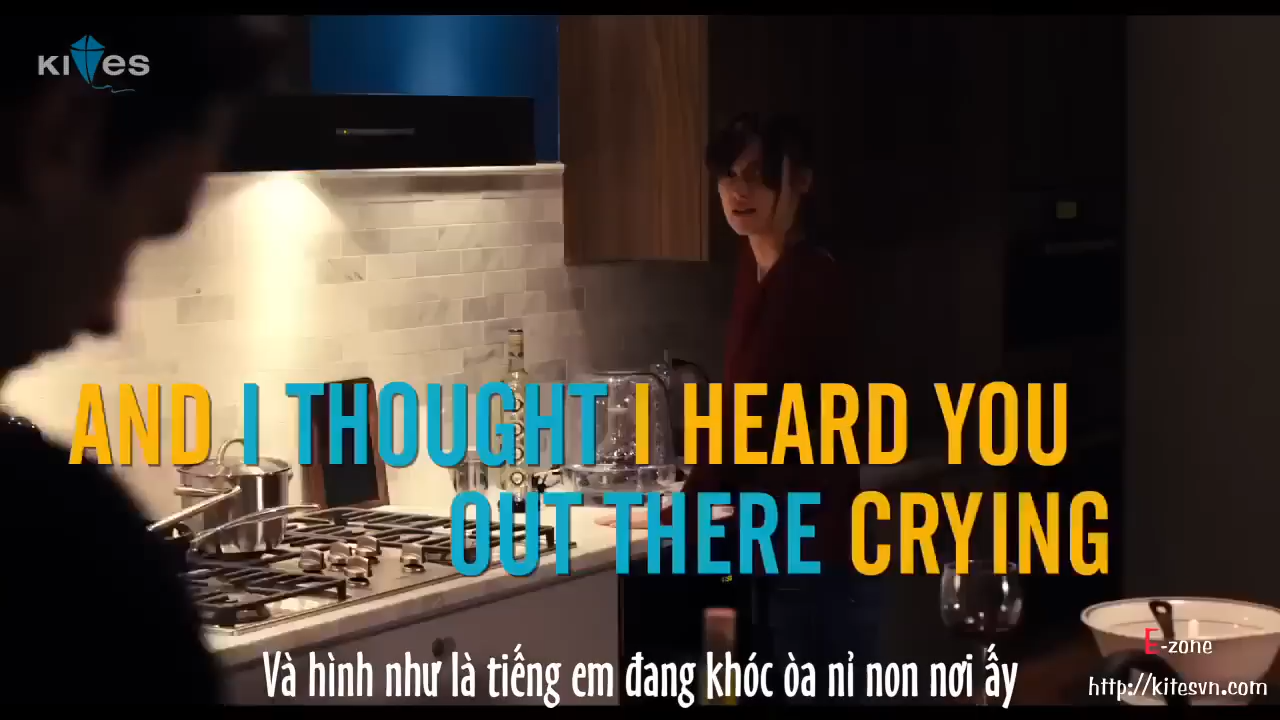 KITES
AND I THOUGHT I HEARD YOU
OUT THERE CRYING
Và hình như là tiếng em đang khóc òa nỉ non nơi ấy
E-zone
http://kitesvn.com